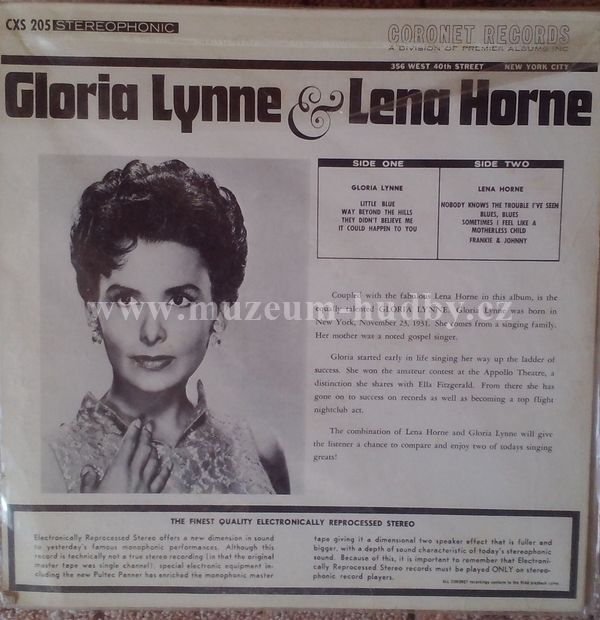 CXS 205 STEREOPHONIC
CORONET RECORDS
A DIVISION OF PREMIER ALBUMS INC
356 WEST 40th STREET NEW YORK CITY
Gloria Lynne & Lena Horne
SIDE ONE
GLORIA LYNNE
LITTLE BLUE
WAY BEYOND THE HILLS
THEY DIDN'T BELIEVE ME
IT COULD HAPPEN TO YOU
SIDE TWO
LENA HORNE
NOBODY KNOWS THE TROUBLE I'VE SEEN
BLUES, BLUES
SOMETIMES I FEEL LIKE A
MOTHERLESS CHILD
FRANKIE & JOHNNY
Coupled with the fabulous Lena Horne in this album, is the
equally talented GLORIA LYNNE. Gloria Lynne was born in
New York, November 23, 1931. She comes from a singing family.
Her mother was a noted gospel singer.
Gloria started early in life singing her way up the ladder of
success. She won the amateur contest at the Appollo Theatre, a
distinction she shares with Ella Fitzgerald. From there she has
gone on to success on records as well as becoming a top flight
nightclub act.
The combination of Lena Horne and Gloria Lynne will give
the listener a chance to compare and enjoy two of todays singing
greats!
www.muzeum-hudby.cz
THE FINEST QUALITY ELECTRONICALLY REPROCESSED STEREO
Electronically Reprocessed Stereo offers a new dimension in sound
to yesterday's famous monophonic performances. Although this
record is technically not a true stereo recording (in that the original
master tape was single channel), special electronic equipment in-
cluding the new Pultec Penner has enriched the monophonic master
tape giving it a dimensional two speaker effect that is fuller and
bigger, with a depth of sound characteristic of today's stereophonic
sound. Because of this, it is important to remember that Electroni-
cally Reprocessed Stereo records must be played ONLY on stereo-
phonic record players.
ALL CORONET recordings conform to the RIAA playback curve